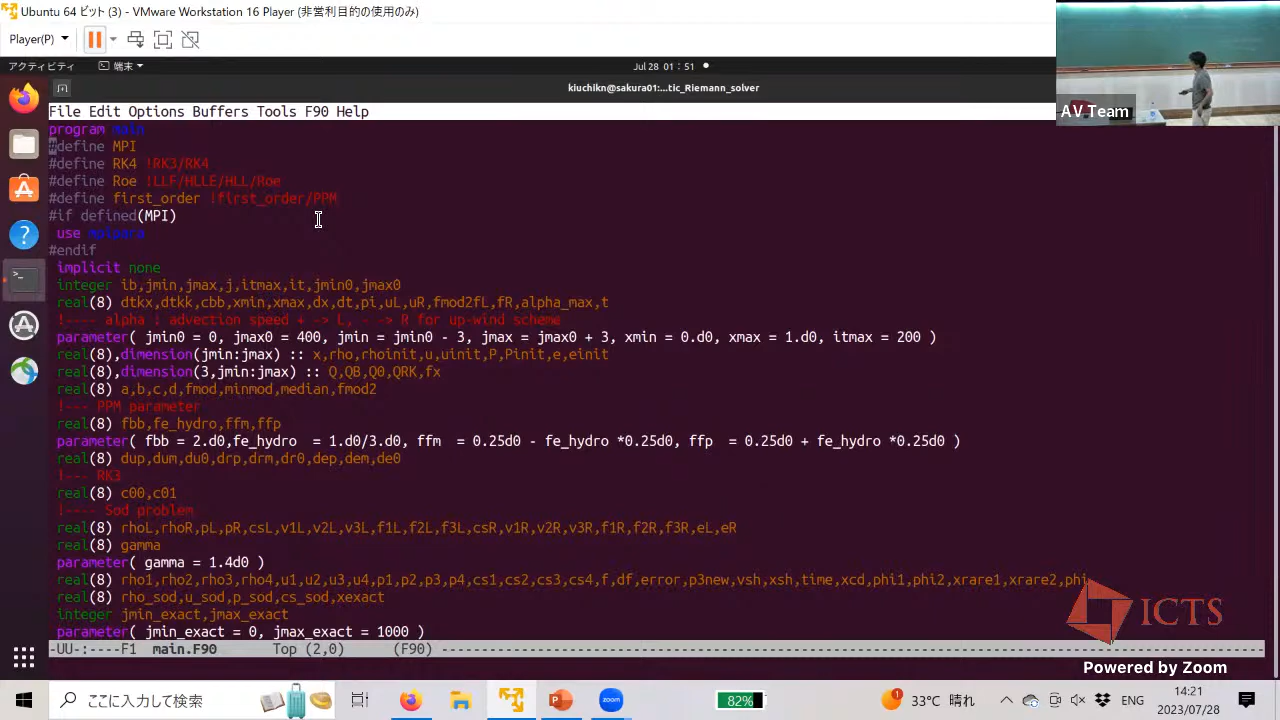 Ubuntu 64 ビット (3) - VMware Workstation 16 Player (非営利目的の使用のみ)
Player(P)
アクティビティ 端末 Jul 28 01:51
kiuchikn@sakura01:...tic_Riemann_solver
AV Team
File Edit Options Buffers Tools F90 Help
program main
#define MPI
#define RK4 !RK3/RK4
#define Roe !LLF/HLLE/HLL/Roe
#define first_order !first_order/PPM
#if defined(MPI)
use mpipara
#endif
implicit none
integer ib,jmin,jmax,j,itmax,it,jmin0,jmax0
real(8) dtkx,dtkk,cbb,xmin,xmax,dx,dt,pi,uL,uR,fmod2fL,fR,alpha_max,t
!---- alpha : advection speed + -> L, - -> R for up-wind scheme
parameter( jmin0 = 0, jmax0 = 400, jmin = jmin0 - 3, jmax = jmax0 + 3, xmin = 0.d0, xmax = 1.d0, itmax = 200 )
real(8),dimension(jmin:jmax) :: x,rho,rhoinit,u,uinit,P,Pinit,e,einit
real(8),dimension(3,jmin:jmax) :: Q,QB,Q0,QRK,fx
real(8) a,b,c,d,fmod,minmod,median,fmod2
!--- PPM parameter
real(8) fbb,fe_hydro,ffm,ffp
parameter( fbb = 2.d0,fe_hydro  = 1.d0/3.d0, ffm  = 0.25d0 - fe_hydro *0.25d0, ffp  = 0.25d0 + fe_hydro *0.25d0 )
real(8) dup,dum,du0,drp,drm,dr0,dep,dem,de0
!--- RK3
real(8) c00,c01
!---- Sod problem
real(8) rhoL,rhoR,pL,pR,csL,v1L,v2L,v3L,f1L,f2L,f3L,csR,v1R,v2R,v3R,f1R,f2R,f3R,eL,eR
real(8) gamma
parameter( gamma = 1.4d0 )
real(8) rho1,rho2,rho3,rho4,u1,u2,u3,u4,p1,p2,p3,p4,cs1,cs2,cs3,cs4,f,df,error,p3new,vsh,xsh,time,xcd,phi1,phi2,xrare1,xrare2,phi
real(8) rho_sod,u_sod,p_sod,cs_sod,xexact
integer jmin_exact,jmax_exact
parameter( jmin_exact = 0, jmax_exact = 1000 )
-UU-:----F1  main.F90       Top (2,0)      (F90)
ICTS
Powered by Zoom
ここに入力して検索
zoom
82%
1
33°C 晴れ
ENG
14:21
2023/07/28